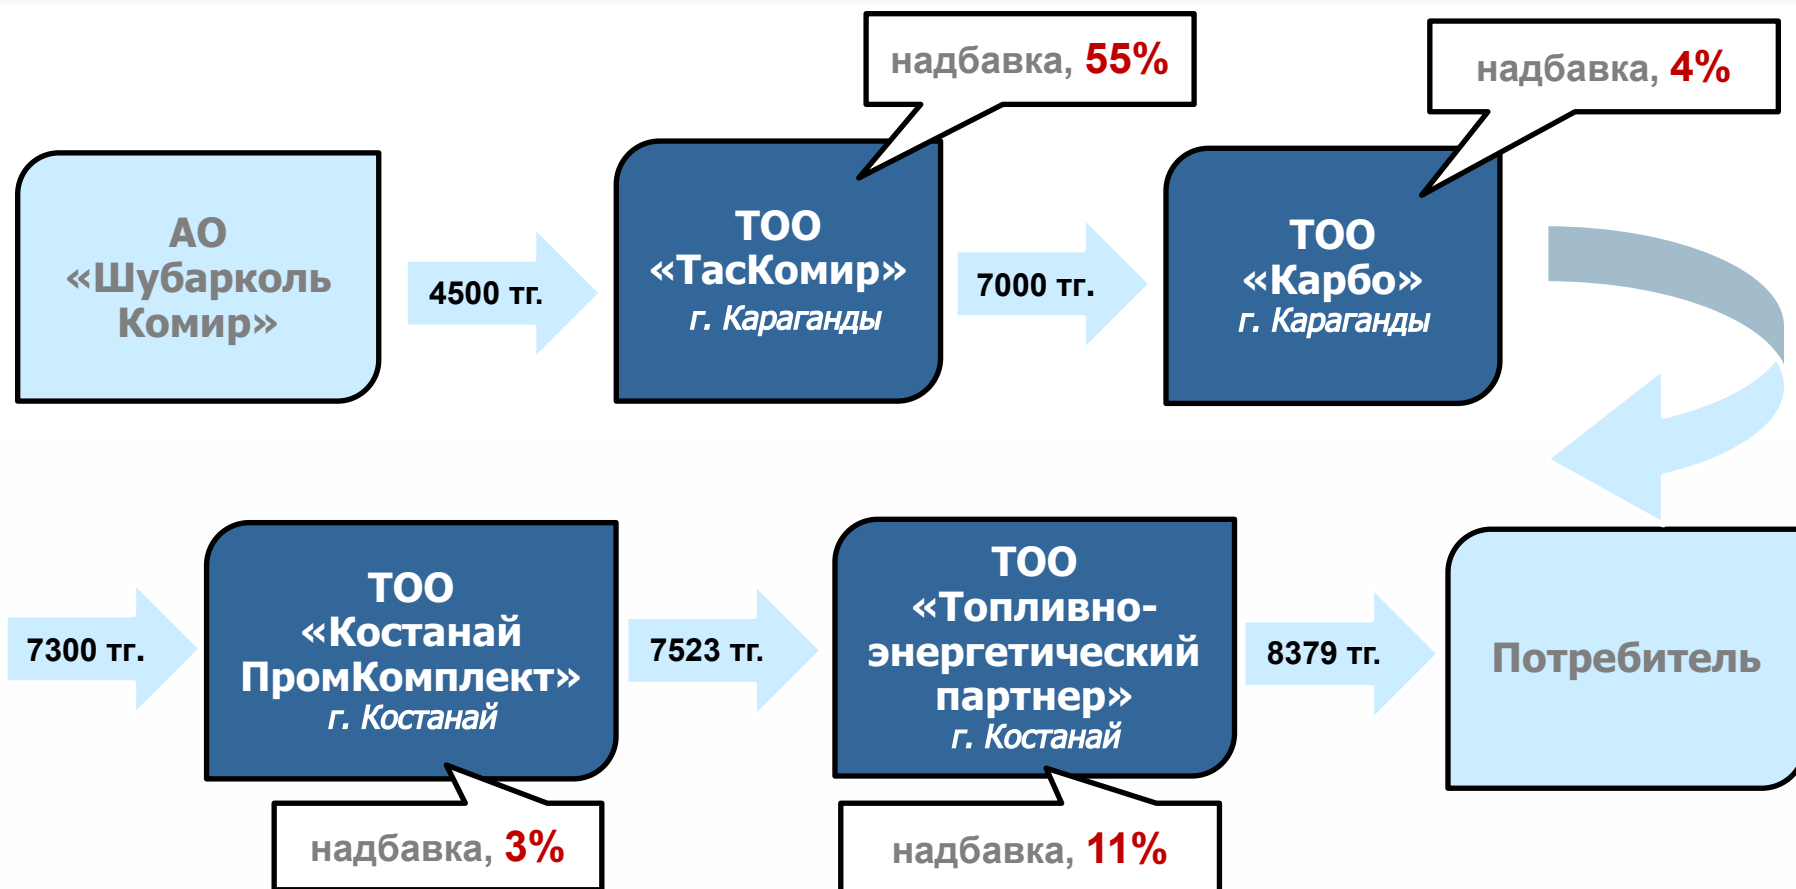 надбавка, 55%
надбавка, 4%
АО
«Шубарколь
Комир»
4500 тг.
ТОО
«ТасКомир»
г. Караганды
7000 тг.
ТОО
«Карбо»
г. Караганды
7300 тг.
ТОО
«Костанай
ПромКомплект»
г. Костанай
7523 тг.
ТОО
«Топливно-
энергетический
партнер»
г. Костанай
8379 тг.
Потребитель
надбавка, 3%
надбавка, 11%